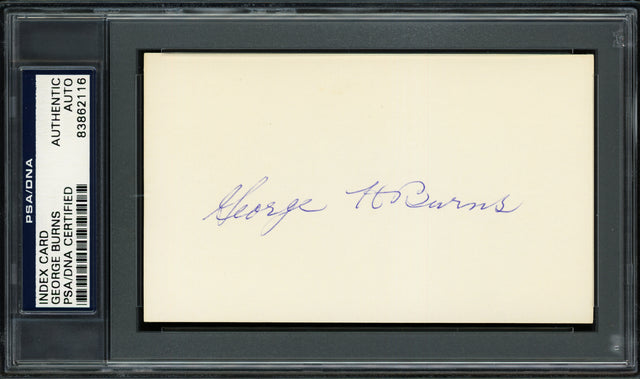 PSA/DNA
INDEX CARD
GEORGE BURNS
PSA/DNA CERTIFIED
AUTHENTIC
AUTO
83862116
George H Burns